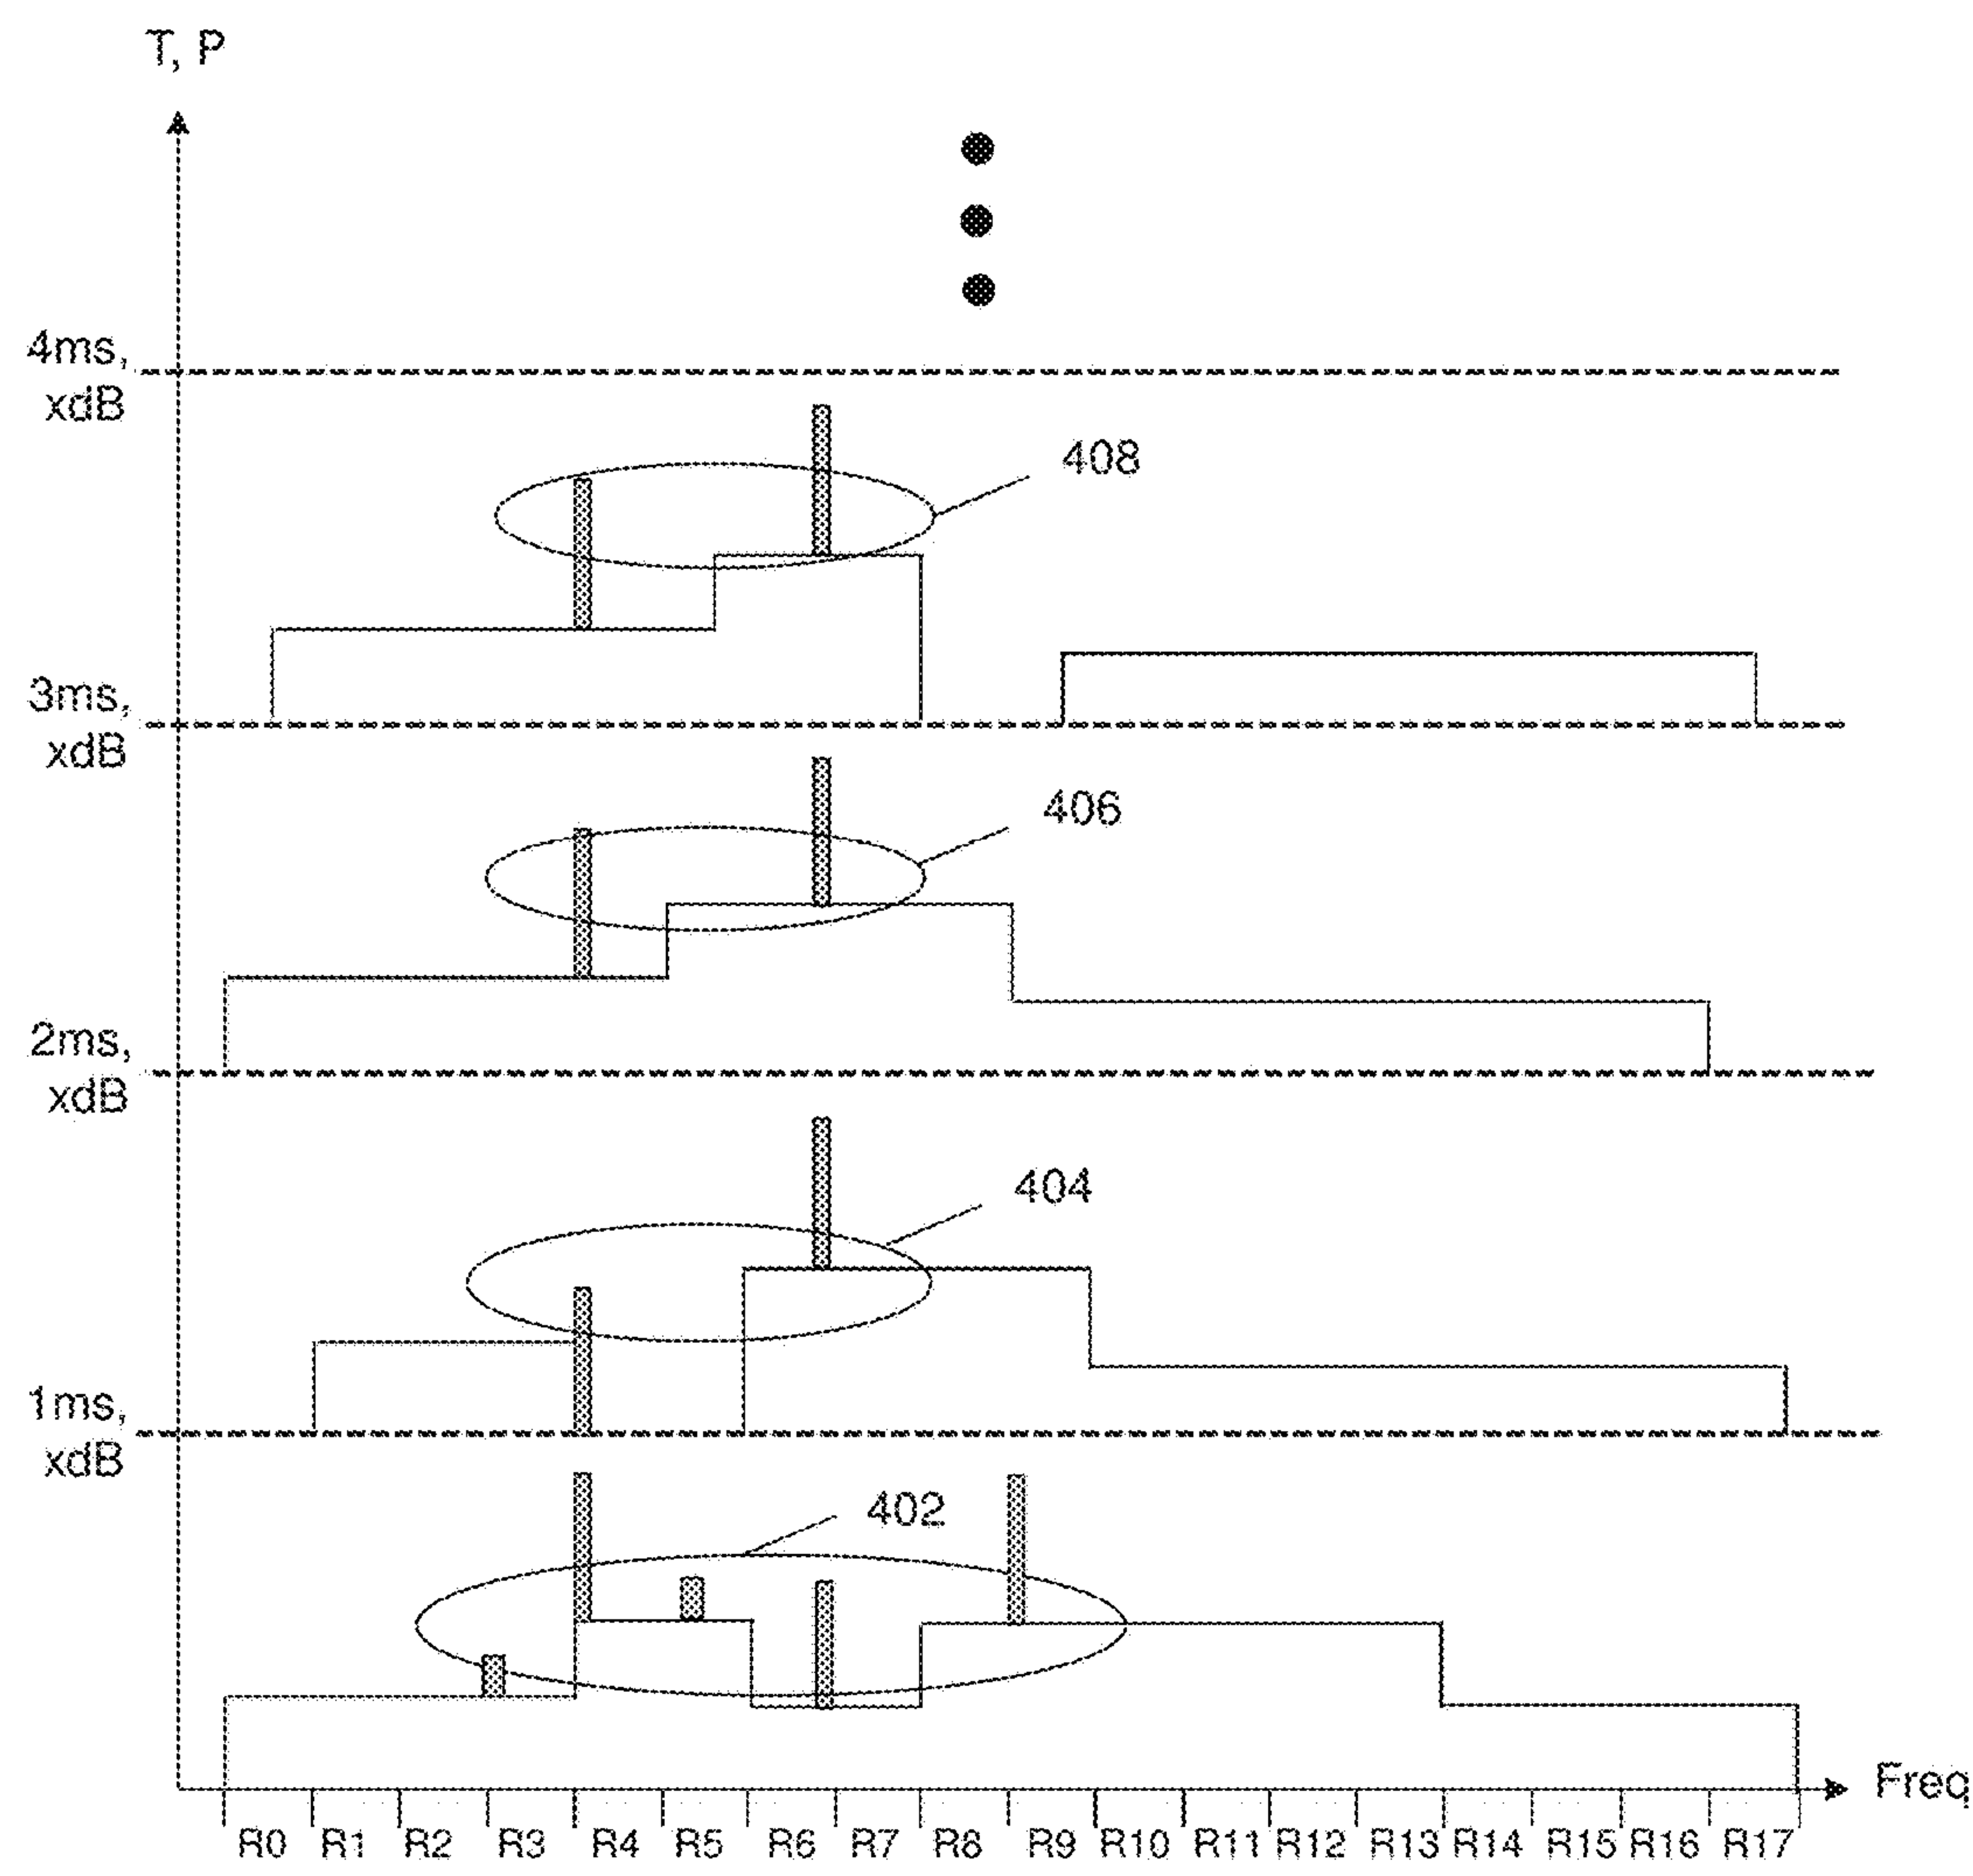 T, P
4ms,
xdB
408
3ms,
xdB
406
2ms,
xdB
404
1ms,
xdB
402
Freq
R0 R1 R2 R3 R4 R5 R6 R7 R8 R9 R10 R11 R12 R13 R14 R15 R16 R17